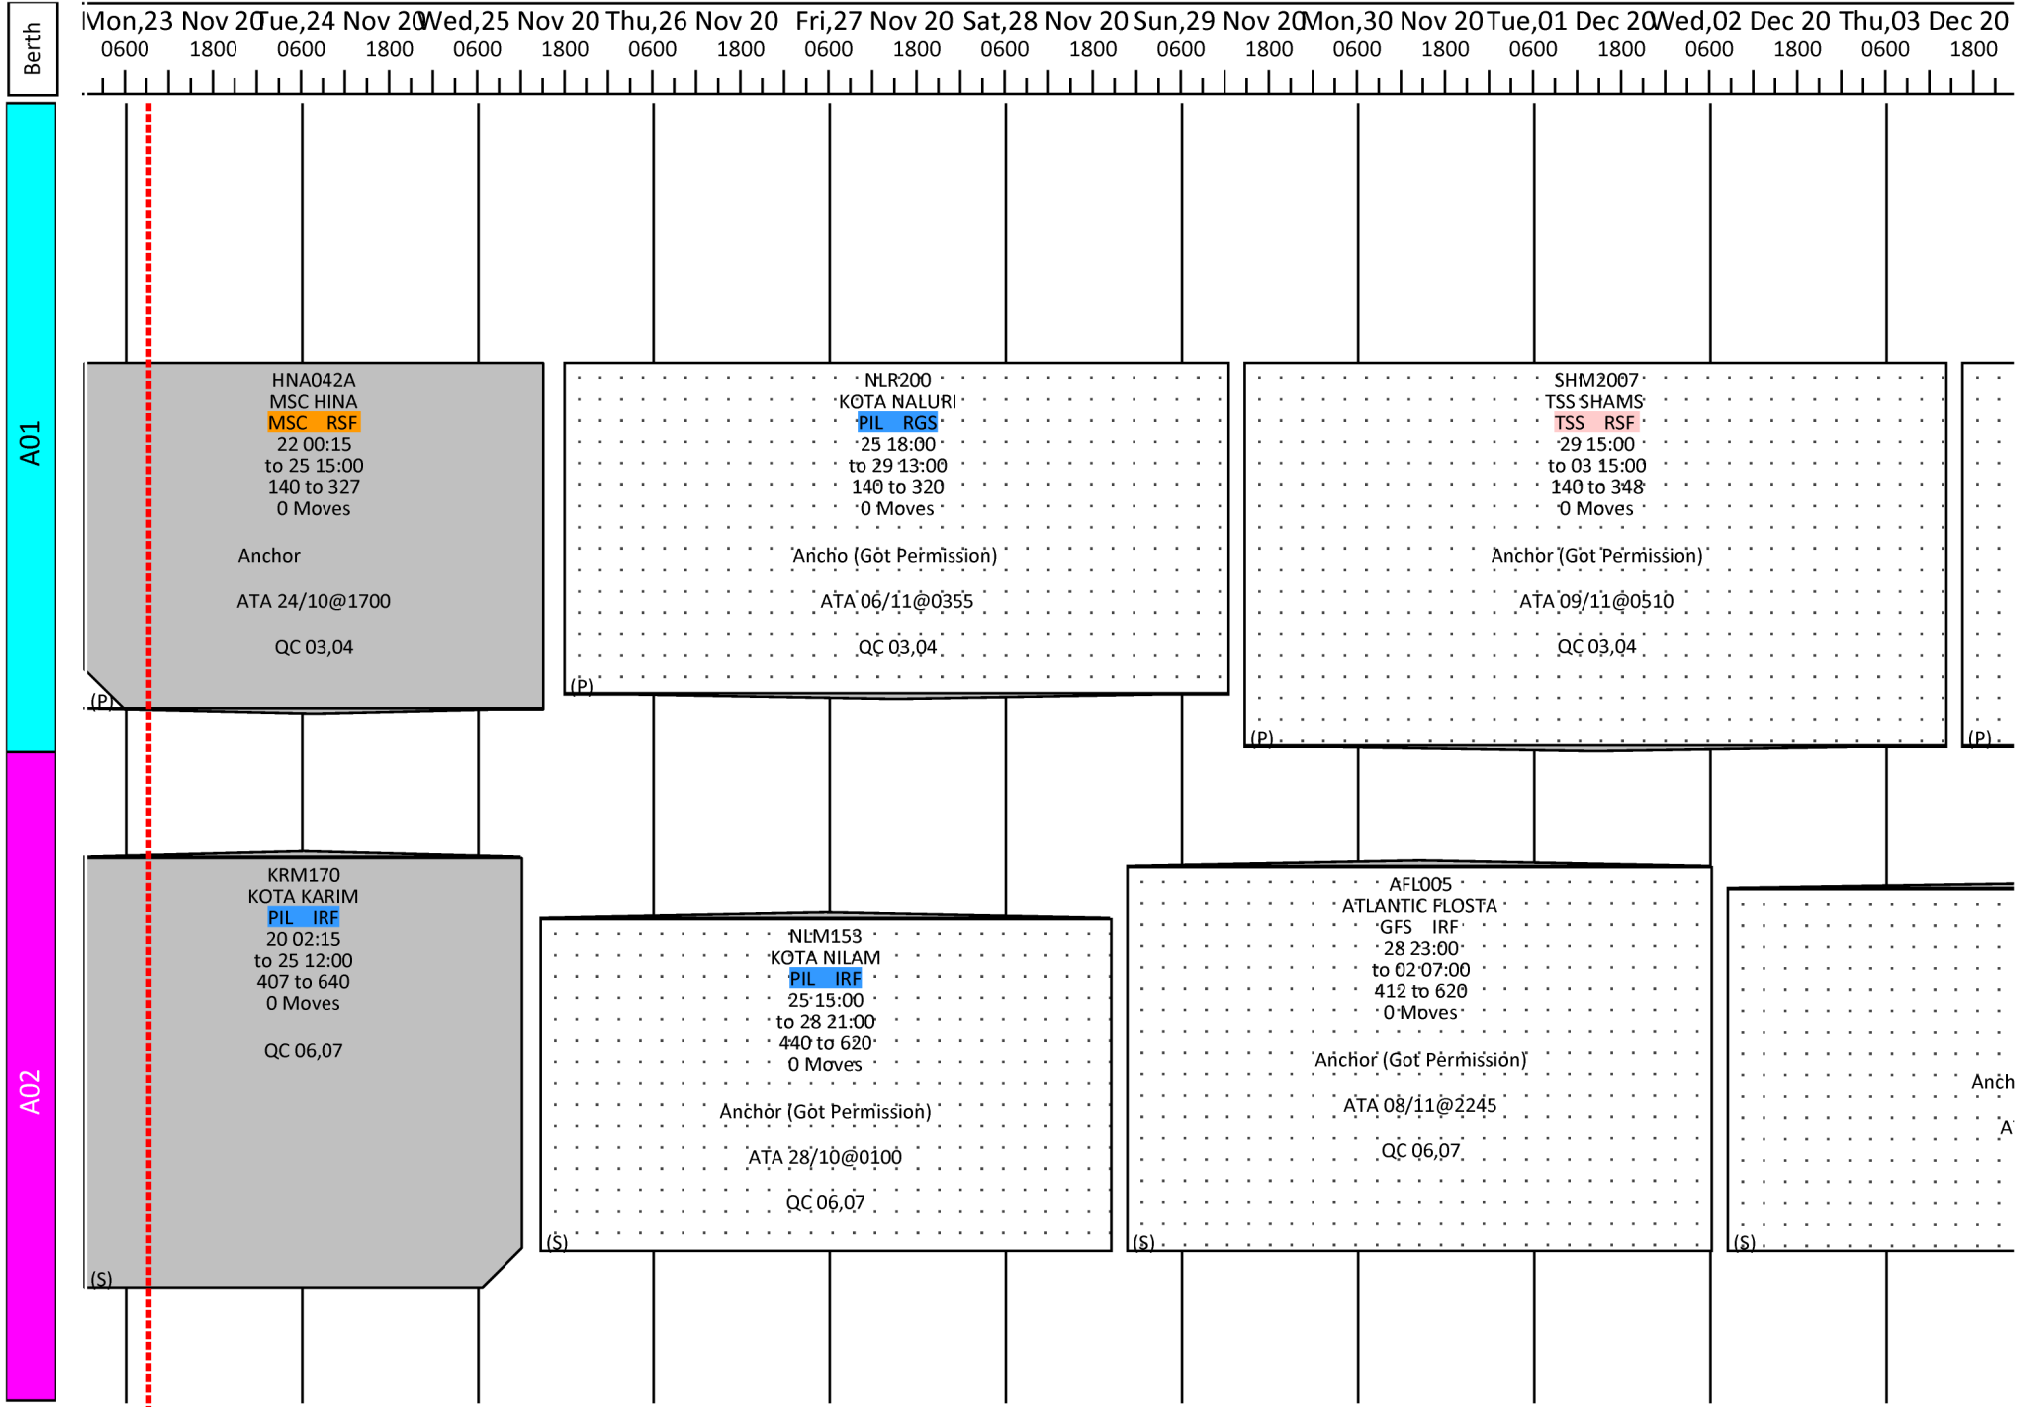 Berth
Mon,23 Nov 20 Tue,24 Nov 20 Wed,25 Nov 20 Thu,26 Nov 20 Fri,27 Nov 20 Sat,28 Nov 20 Sun,29 Nov 20 Mon,30 Nov 20 Tue,01 Dec 20 Wed,02 Dec 20 Thu,03 Dec 20
0600 1800 0600 1800 0600 1800 0600 1800 0600 1800 0600 1800 0600 1800 0600 1800 0600 1800 0600 1800 0600 1800
A01
HNA042A
MSC HINA
MSC RSF
22 00:15
to 25 15:00
140 to 327
0 Moves
Anchor
ATA 24/10@1700
QC 03,04
(P)
NLR200
KOTA NALURI
PIL RGS
25 18:00
to 29 13:00
140 to 320
0 Moves
Ancho (Got Permission)
ATA 06/11@0355
QC 03,04
(P)
SHM2007
TSS SHAMS
TSS RSF
29 15:00
to 03 15:00
140 to 348
0 Moves
Anchor (Got Permission)
ATA 09/11@0510
QC 03,04
(P)
(P)
A02
KRM170
KOTA KARIM
PIL IRF
20 02:15
to 25 12:00
407 to 640
0 Moves
QC 06,07
(S)
NLM153
KOTA NILAM
PIL IRF
25 15:00
to 28 21:00
440 to 620
0 Moves
Anchor (Got Permission)
ATA 28/10@0100
QC 06,07
(S)
AFL005
ATLANTIC FLOSTA
GFS IRF
28 23:00
to 02 07:00
412 to 620
0 Moves
Anchor (Got Permission)
ATA 08/11@2245
QC 06,07
(S)
Anch
A
(S)